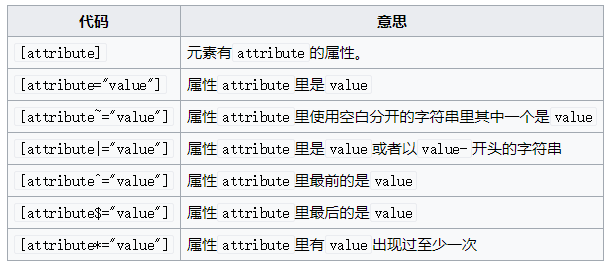 代码 意思
[attribute] 元素有 attribute 的属性。
[attribute="value"] 属性 attribute 里是 value
[attribute~="value"] 属性 attribute 里使用空白分开的字符串里其中一个是 value
[attribute|="value"] 属性 attribute 里是 value 或者以 value- 开头的字符串
[attribute^="value"] 属性 attribute 里最前的是 value
[attribute$="value"] 属性 attribute 里最后的是 value
[attribute*="value"] 属性 attribute 里有 value 出现过至少一次